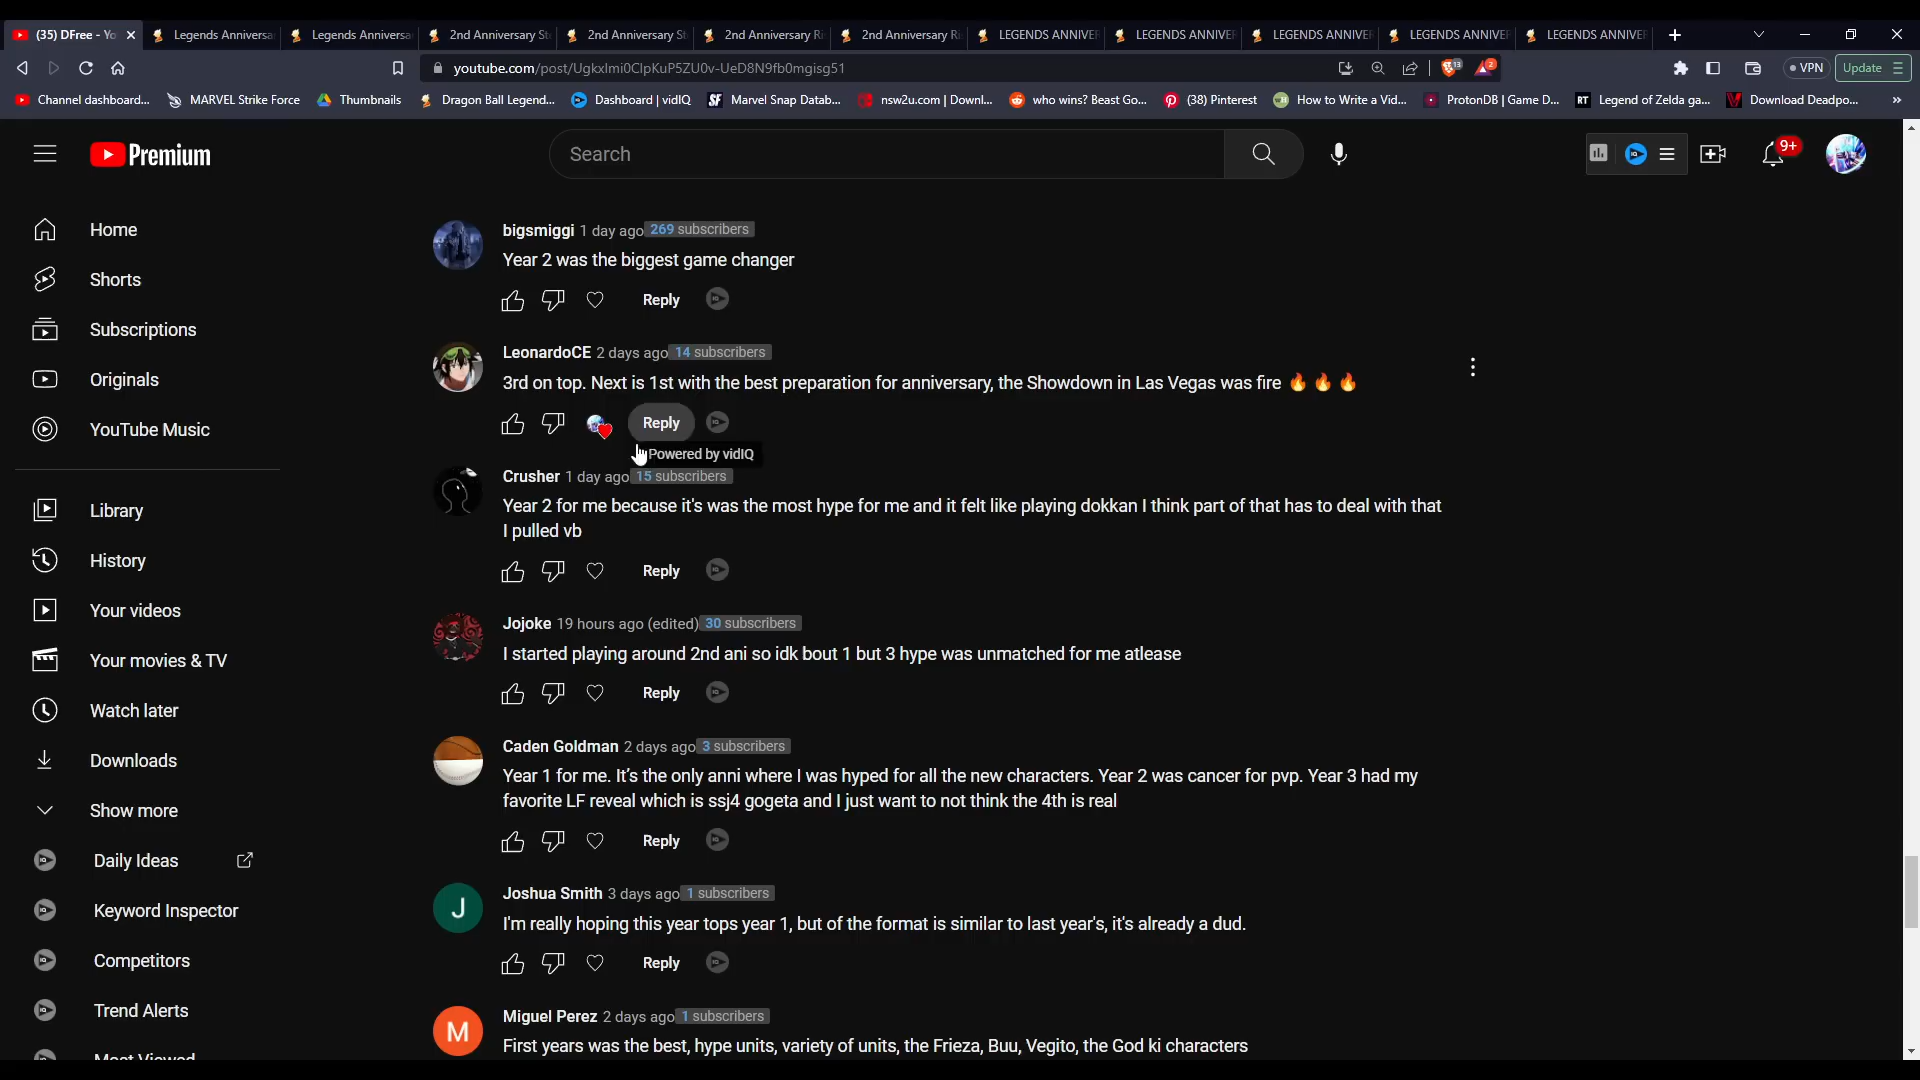 (35) DFree - Yo
Legends Anniversa
Legends Anniversa
2nd Anniversary St
2nd Anniversary St
2nd Anniversary Ri
2nd Anniversary Ri
LEGENDS ANNIVER
LEGENDS ANNIVER
LEGENDS ANNIVER
LEGENDS ANNIVER
LEGENDS ANNIVER
youtube.com/post/UgkxImi0ClpKuP5ZU0v-UeD8N9fb0mgisg51
13
2
VPN
Update
Channel dashboard...
MARVEL Strike Force
Thumbnails
Dragon Ball Legend...
Dashboard | vidIQ
Marvel Snap Datab...
nsw2u.com | Downl...
who wins? Beast Go...
(38) Pinterest
How to Write a Vid...
ProtonDB | Game D...
Legend of Zelda ga...
Download Deadpo...
Premium
Search
9+
Home
Shorts
Subscriptions
Originals
YouTube Music
Library
History
Your videos
Your movies & TV
Watch later
Downloads
Show more
Daily Ideas
Keyword Inspector
Competitors
Trend Alerts
Most Viewed
bigsmiggi 1 day ago 269 subscribers
Year 2 was the biggest game changer
Reply
LeonardoCE 2 days ago 14 subscribers
3rd on top. Next is 1st with the best preparation for anniversary, the Showdown in Las Vegas was fire 🔥 🔥 🔥
Reply
Powered by vidIQ
Crusher 1 day ago 15 subscribers
Year 2 for me because it's was the most hype for me and it felt like playing dokkan I think part of that has to deal with that
I pulled vb
Reply
Jojoke 19 hours ago (edited) 30 subscribers
I started playing around 2nd ani so idk bout 1 but 3 hype was unmatched for me atlease
Reply
Caden Goldman 2 days ago 3 subscribers
Year 1 for me. It's the only anni where I was hyped for all the new characters. Year 2 was cancer for pvp. Year 3 had my
favorite LF reveal which is ssj4 gogeta and I just want to not think the 4th is real
Reply
J
Joshua Smith 3 days ago 1 subscribers
I'm really hoping this year tops year 1, but of the format is similar to last year's, it's already a dud.
Reply
M
Miguel Perez 2 days ago 1 subscribers
First years was the best, hype units, variety of units, the Frieza, Buu, Vegito, the God ki characters